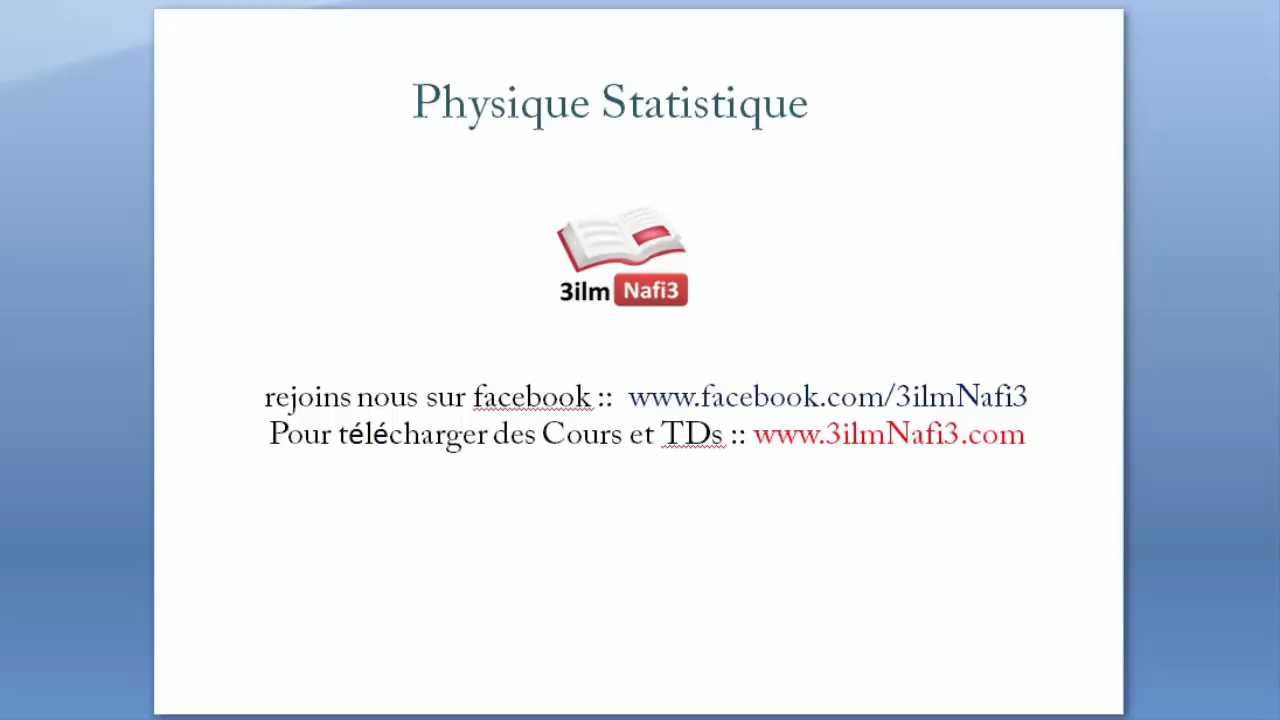 Physique Statistique
3ilm Nafi3
rejoins nous sur facebook :: www.facebook.com/3ilmNafi3
Pour télécharger des Cours et TDs :: www.3ilmNafi3.com